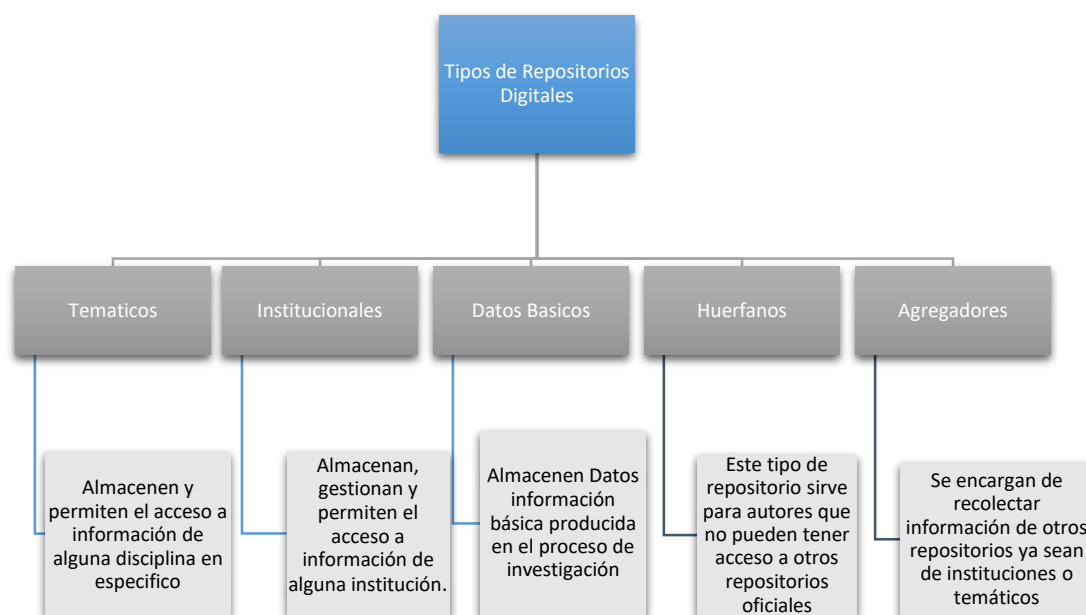 Tipos de Repositorios
Digitales
Tematicos
Institucionales
Datos Basicos
Huerfanos
Agregadores
Almacenen y
permiten el acceso a
información de
alguna disciplina en
especifico
Almacenan,
gestionan y
permiten el
acceso a
información de
alguna institución.
Almacenen Datos
información
básica producida
en el proceso de
investigación
Este tipo de
repositorio sirve
para autores que
no pueden tener
acceso a otros
repositorios
oficiales
Se encargan de
recolectar
información de otros
repositorios ya sean
de instituciones o
temáticos